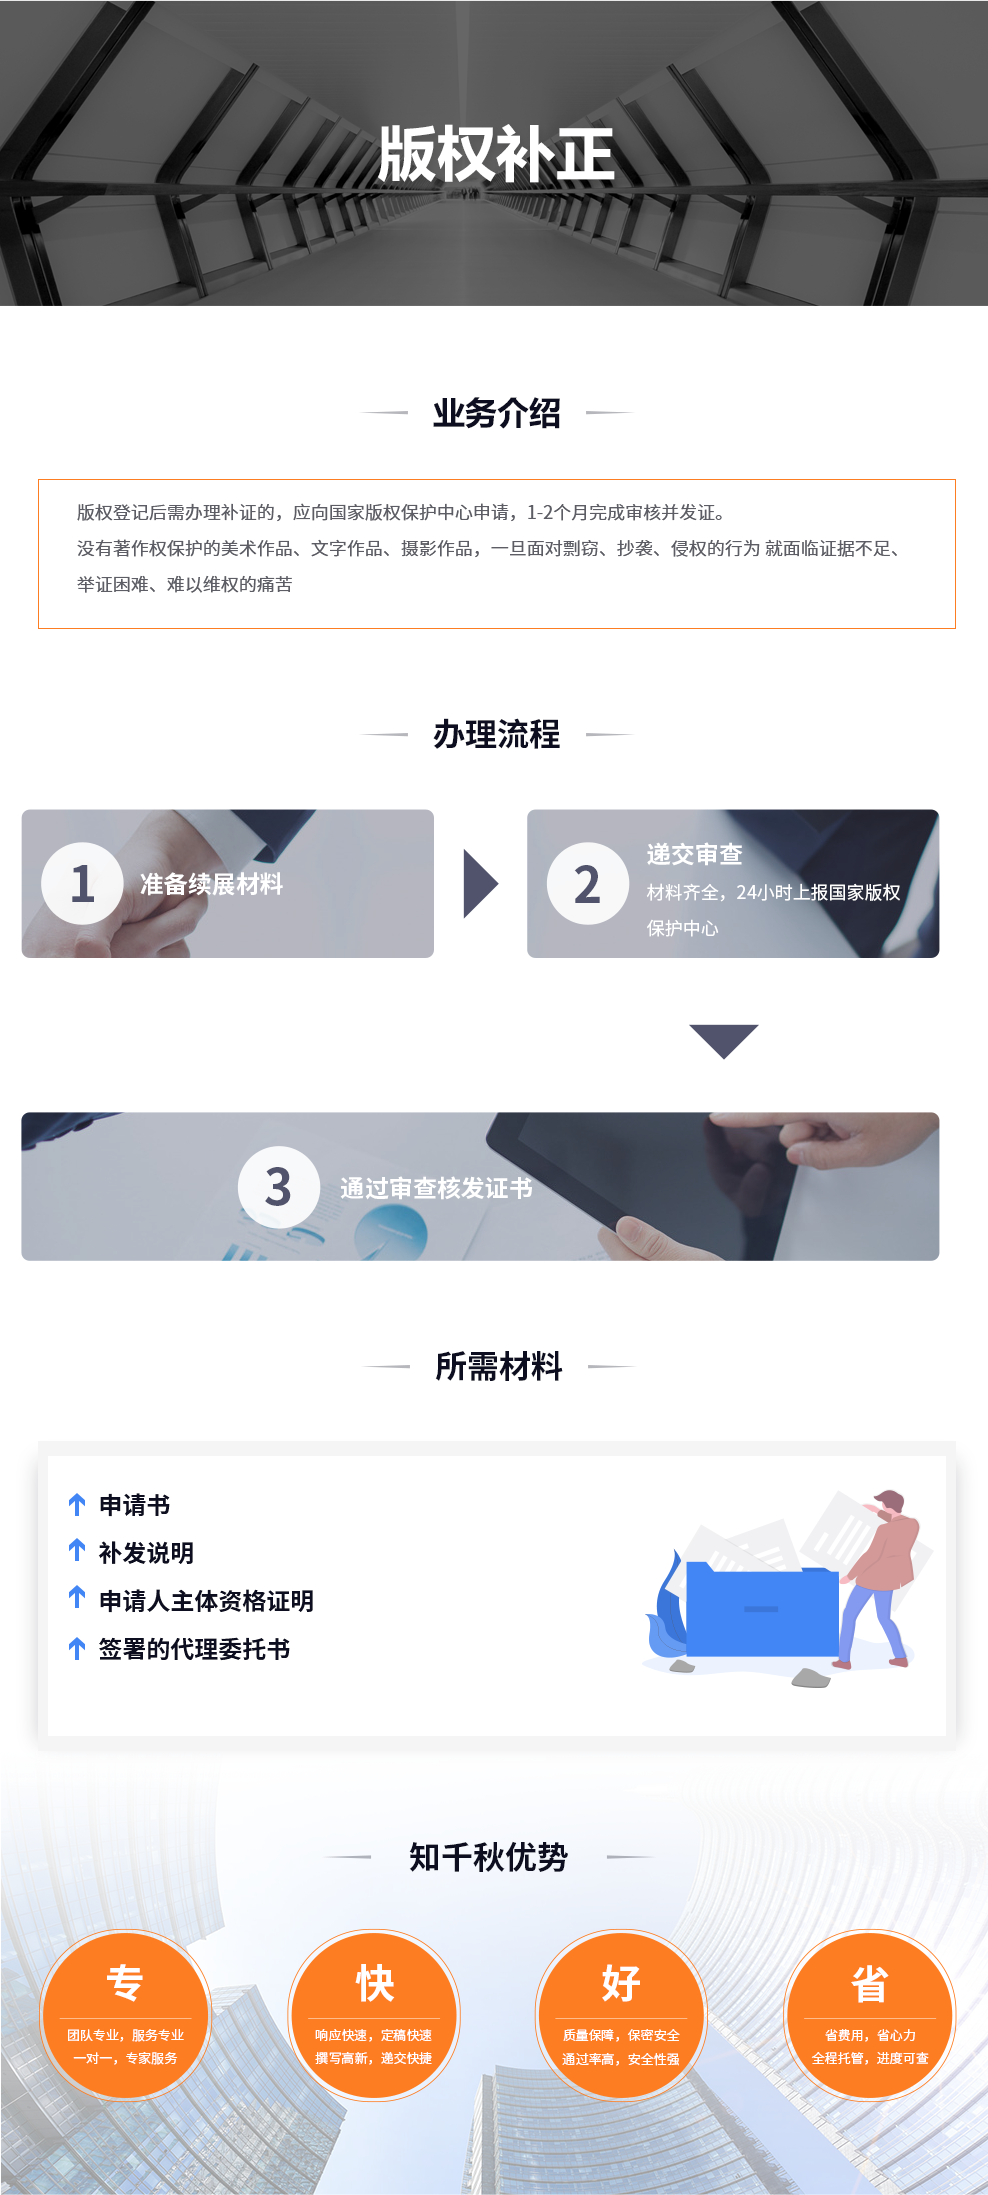 版权补正
业务介绍
版权登记后需办理补证的，应向国家版权保护中心申请，1-2个月完成审核并发证。
没有著作权保护的美术作品、文字作品、摄影作品，一旦面对剽窃、抄袭、侵权的行为 就面临证据不足、
举证困难、难以维权的痛苦
办理流程
1
准备续展材料
2
递交审查
材料齐全，24小时上报国家版权
保护中心
3
通过审查核发证书
所需材料
申请书
补发说明
申请人主体资格证明
签署的代理委托书
知千秋优势
专
团队专业，服务专业
一对一，专家服务
快
响应快速，定稿快速
撰写高新，递交快捷
好
质量保障，保密安全
通过率高，安全性强
省
省费用，省心力
全程托管，进度可查